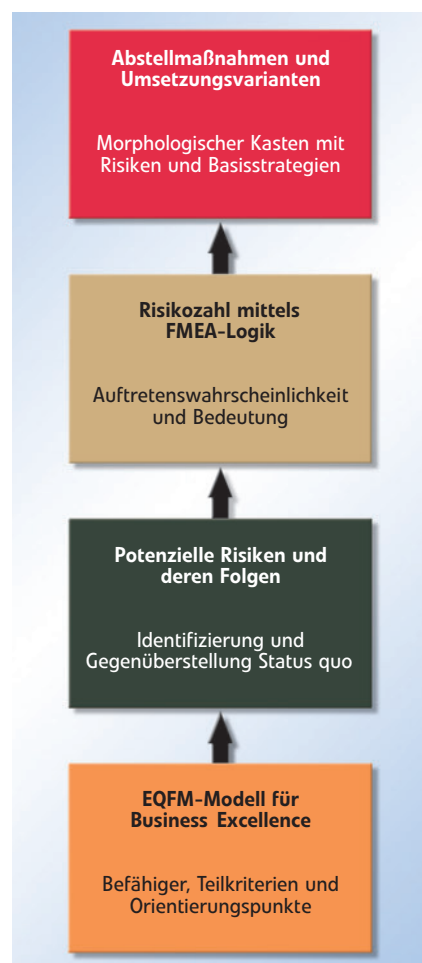 Abstellmaßnahmen und
Umsetzungsvarianten
Morphologischer Kasten mit
Risiken und Basisstrategien
Risikozahl mittels
FMEA-Logik
Auftretenswahrscheinlichkeit
und Bedeutung
Potenzielle Risiken und
deren Folgen
Identifizierung und
Gegenüberstellung Status quo
EQFM-Modell für
Business Excellence
Befähiger, Teilkriterien und
Orientierungspunkte